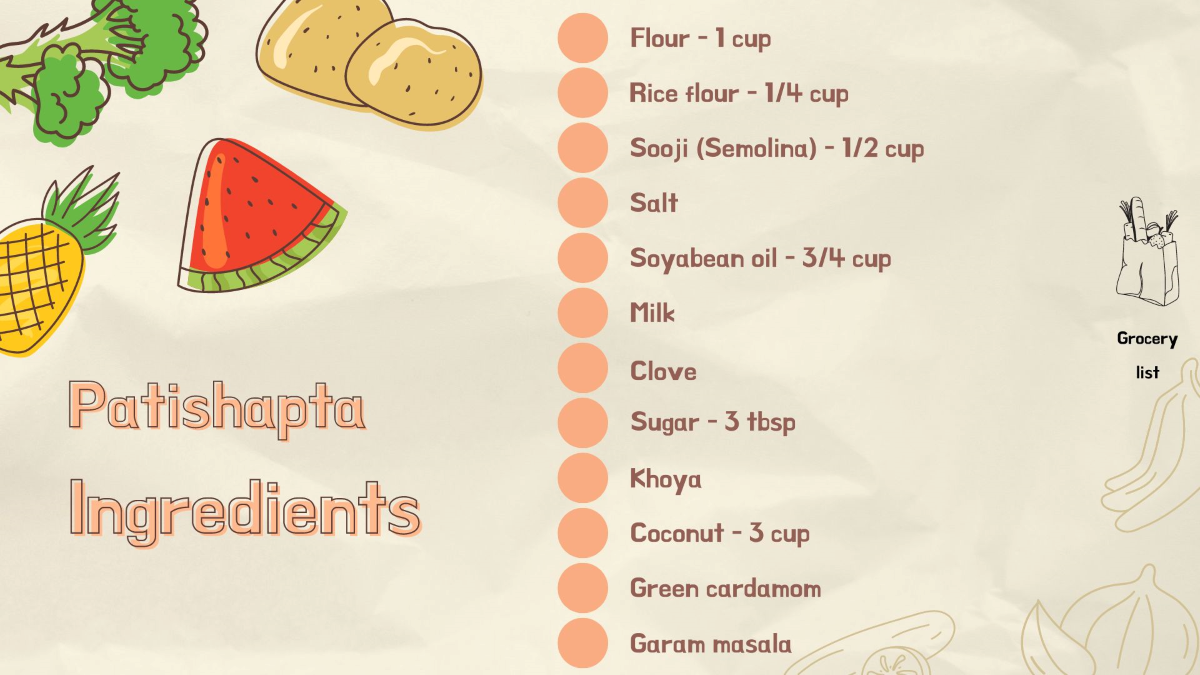 Patishapta
Ingredients
Flour - 1 cup
Rice flour - 1/4 cup
Sooji (Semolina) - 1/2 cup
Salt
Soyabean oil - 3/4 cup
Milk
Clove
Sugar - 3 tbsp
Khoya
Coconut - 3 cup
Green cardamom
Garam masala
Grocery
list